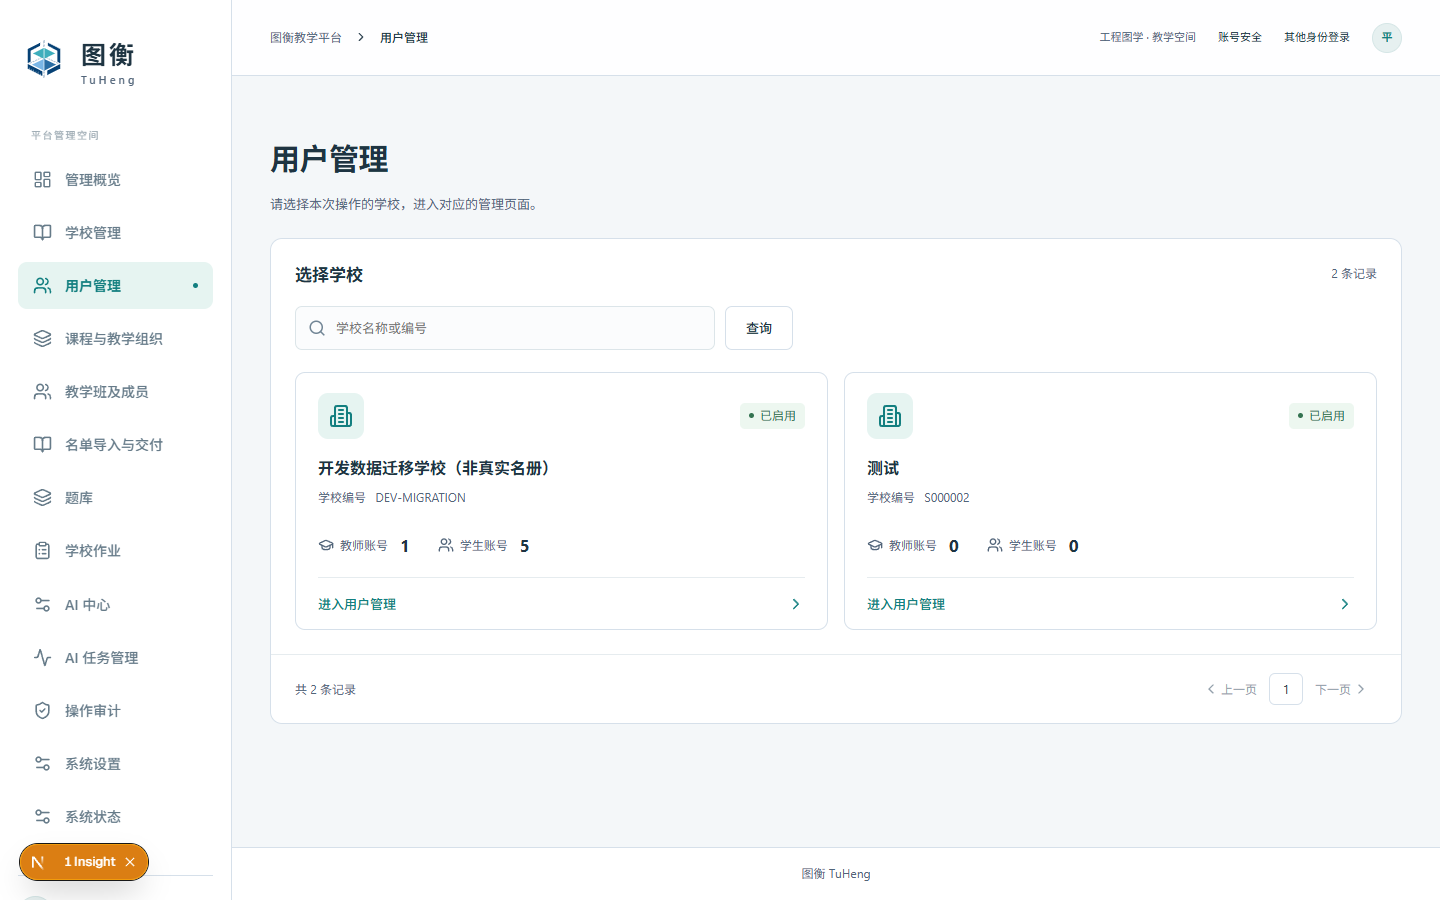 图衡
TuHeng
平台管理空间
管理概览
学校管理
用户管理
课程与教学组织
教学班及成员
名单导入与交付
题库
学校作业
AI 中心
AI 任务管理
操作审计
系统设置
系统状态
1 Insight
图衡教学平台 用户管理
工程图学 · 教学空间 账号安全 其他身份登录 平
用户管理
请选择本次操作的学校，进入对应的管理页面。
选择学校
2 条记录
学校名称或编号
查询
已启用
开发数据迁移学校（非真实名册）
学校编号 DEV-MIGRATION
教师账号 1 学生账号 5
进入用户管理
已启用
测试
学校编号 S000002
教师账号 0 学生账号 0
进入用户管理
共 2 条记录
上一页 1 下一页
图衡 TuHeng